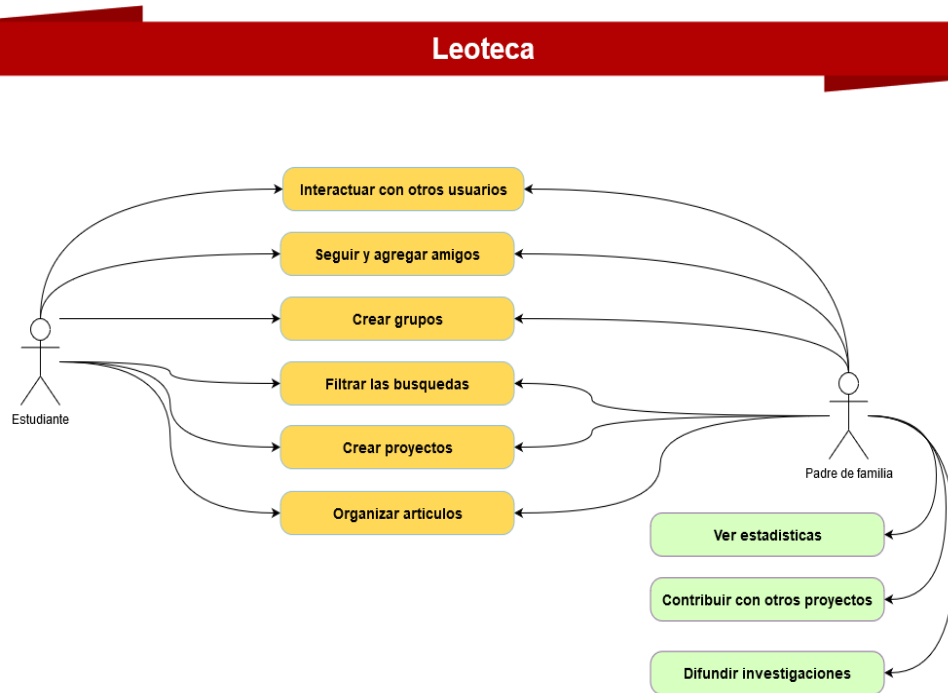 Leoteca
Interactuar con otros usuarios
Seguir y agregar amigos
Crear grupos
Filtrar las busquedas
Estudiante
Crear proyectos
Padre de familia
Organizar articulos
Ver estadisticas
Contribuir con otros proyectos
Difundir investigaciones